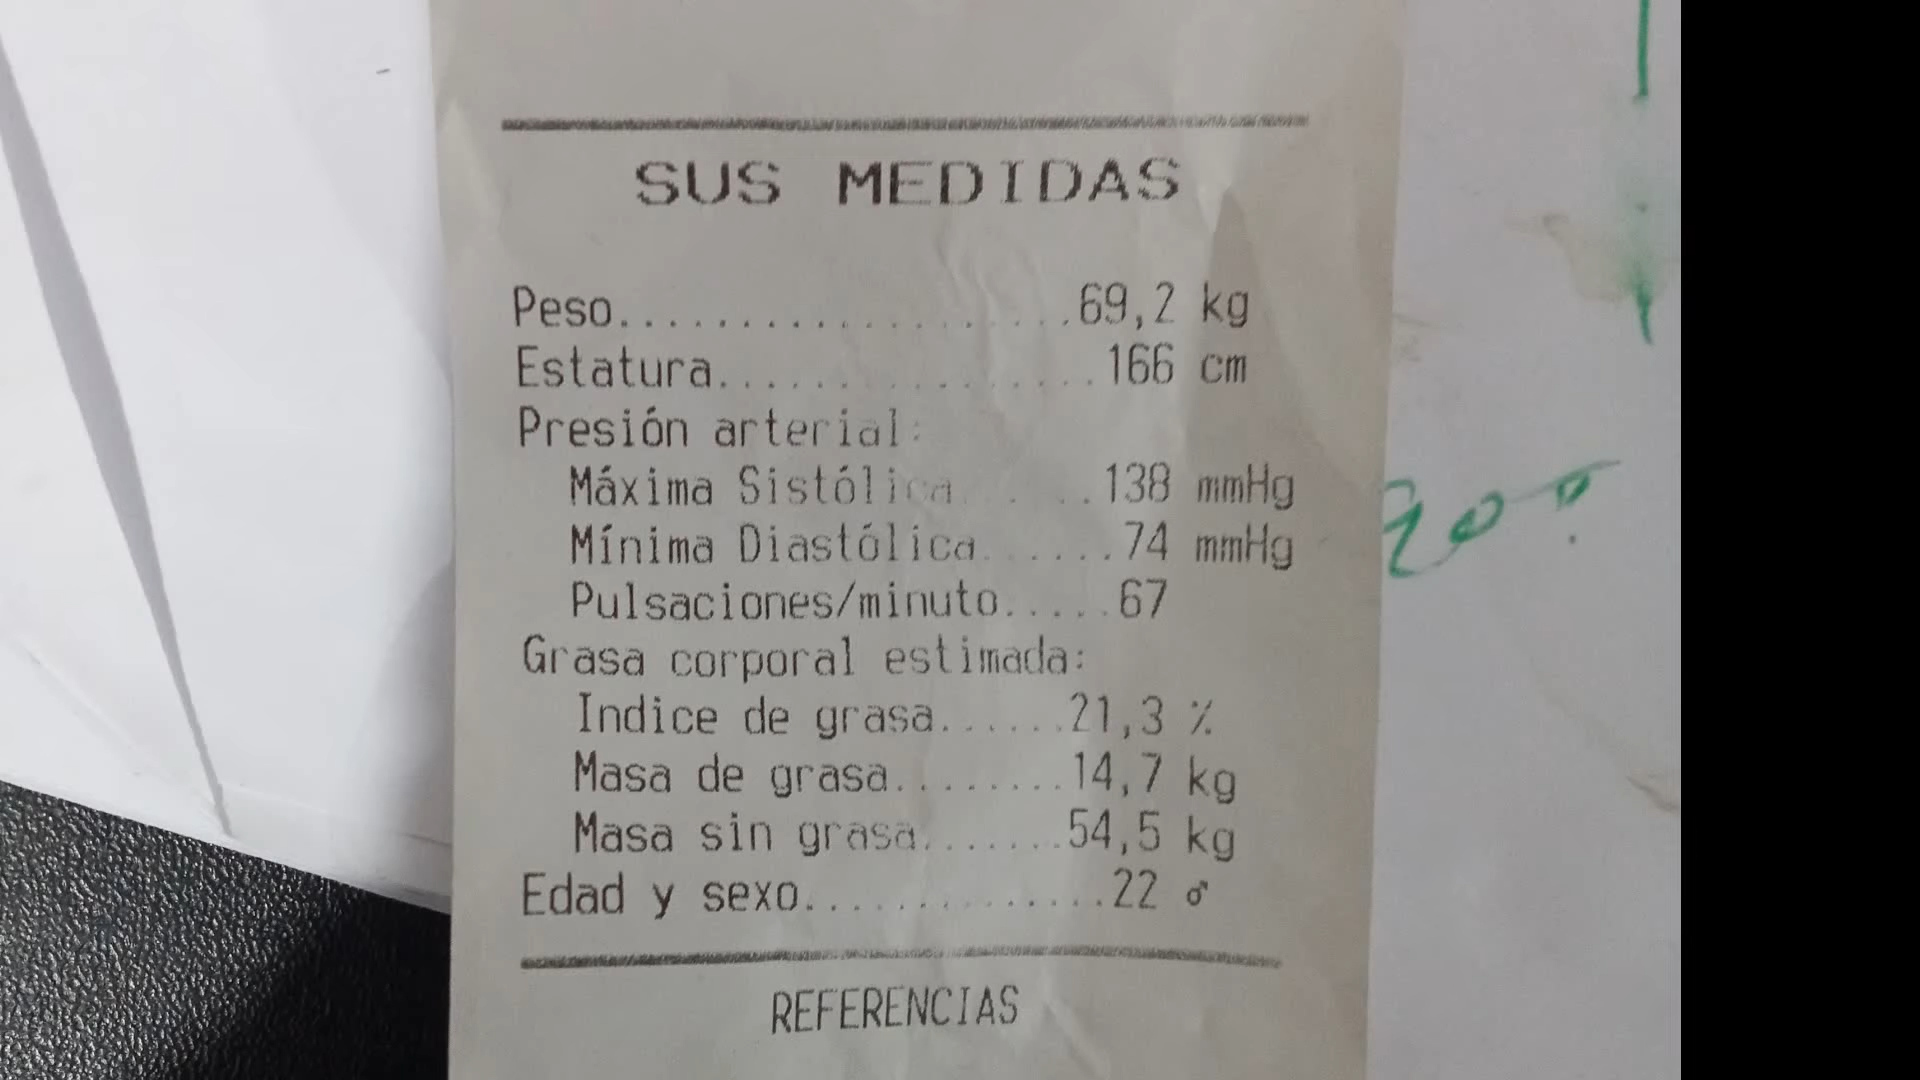 SUS MEDIDAS
Peso...................69,2 kg
Estatura................166 cm
Presión arterial:
Máxima Sistólica......138 mmHg
Mínima Diastólica......74 mmHg
Pulsaciones/minuto.....67
Grasa corporal estimada:
Indice de grasa......21,3 %
Masa de grasa........14,7 kg
Masa sin grasa.......54,5 kg
Edad y sexo.............22 ♂
REFERENCIAS